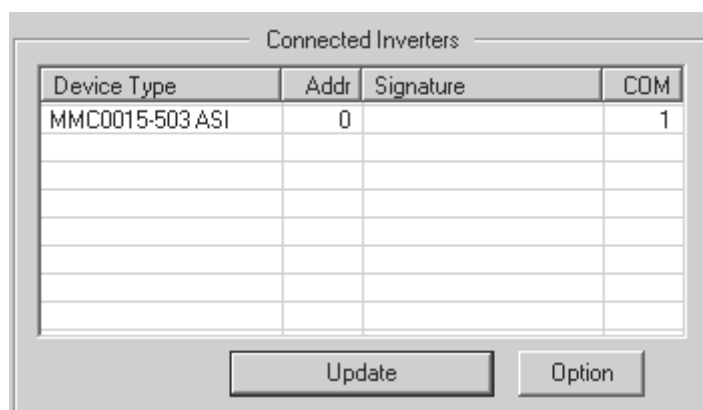 Connected Inverters
Device Type Addr Signature COM
MMC0015-503 ASI 0 1
Update Option